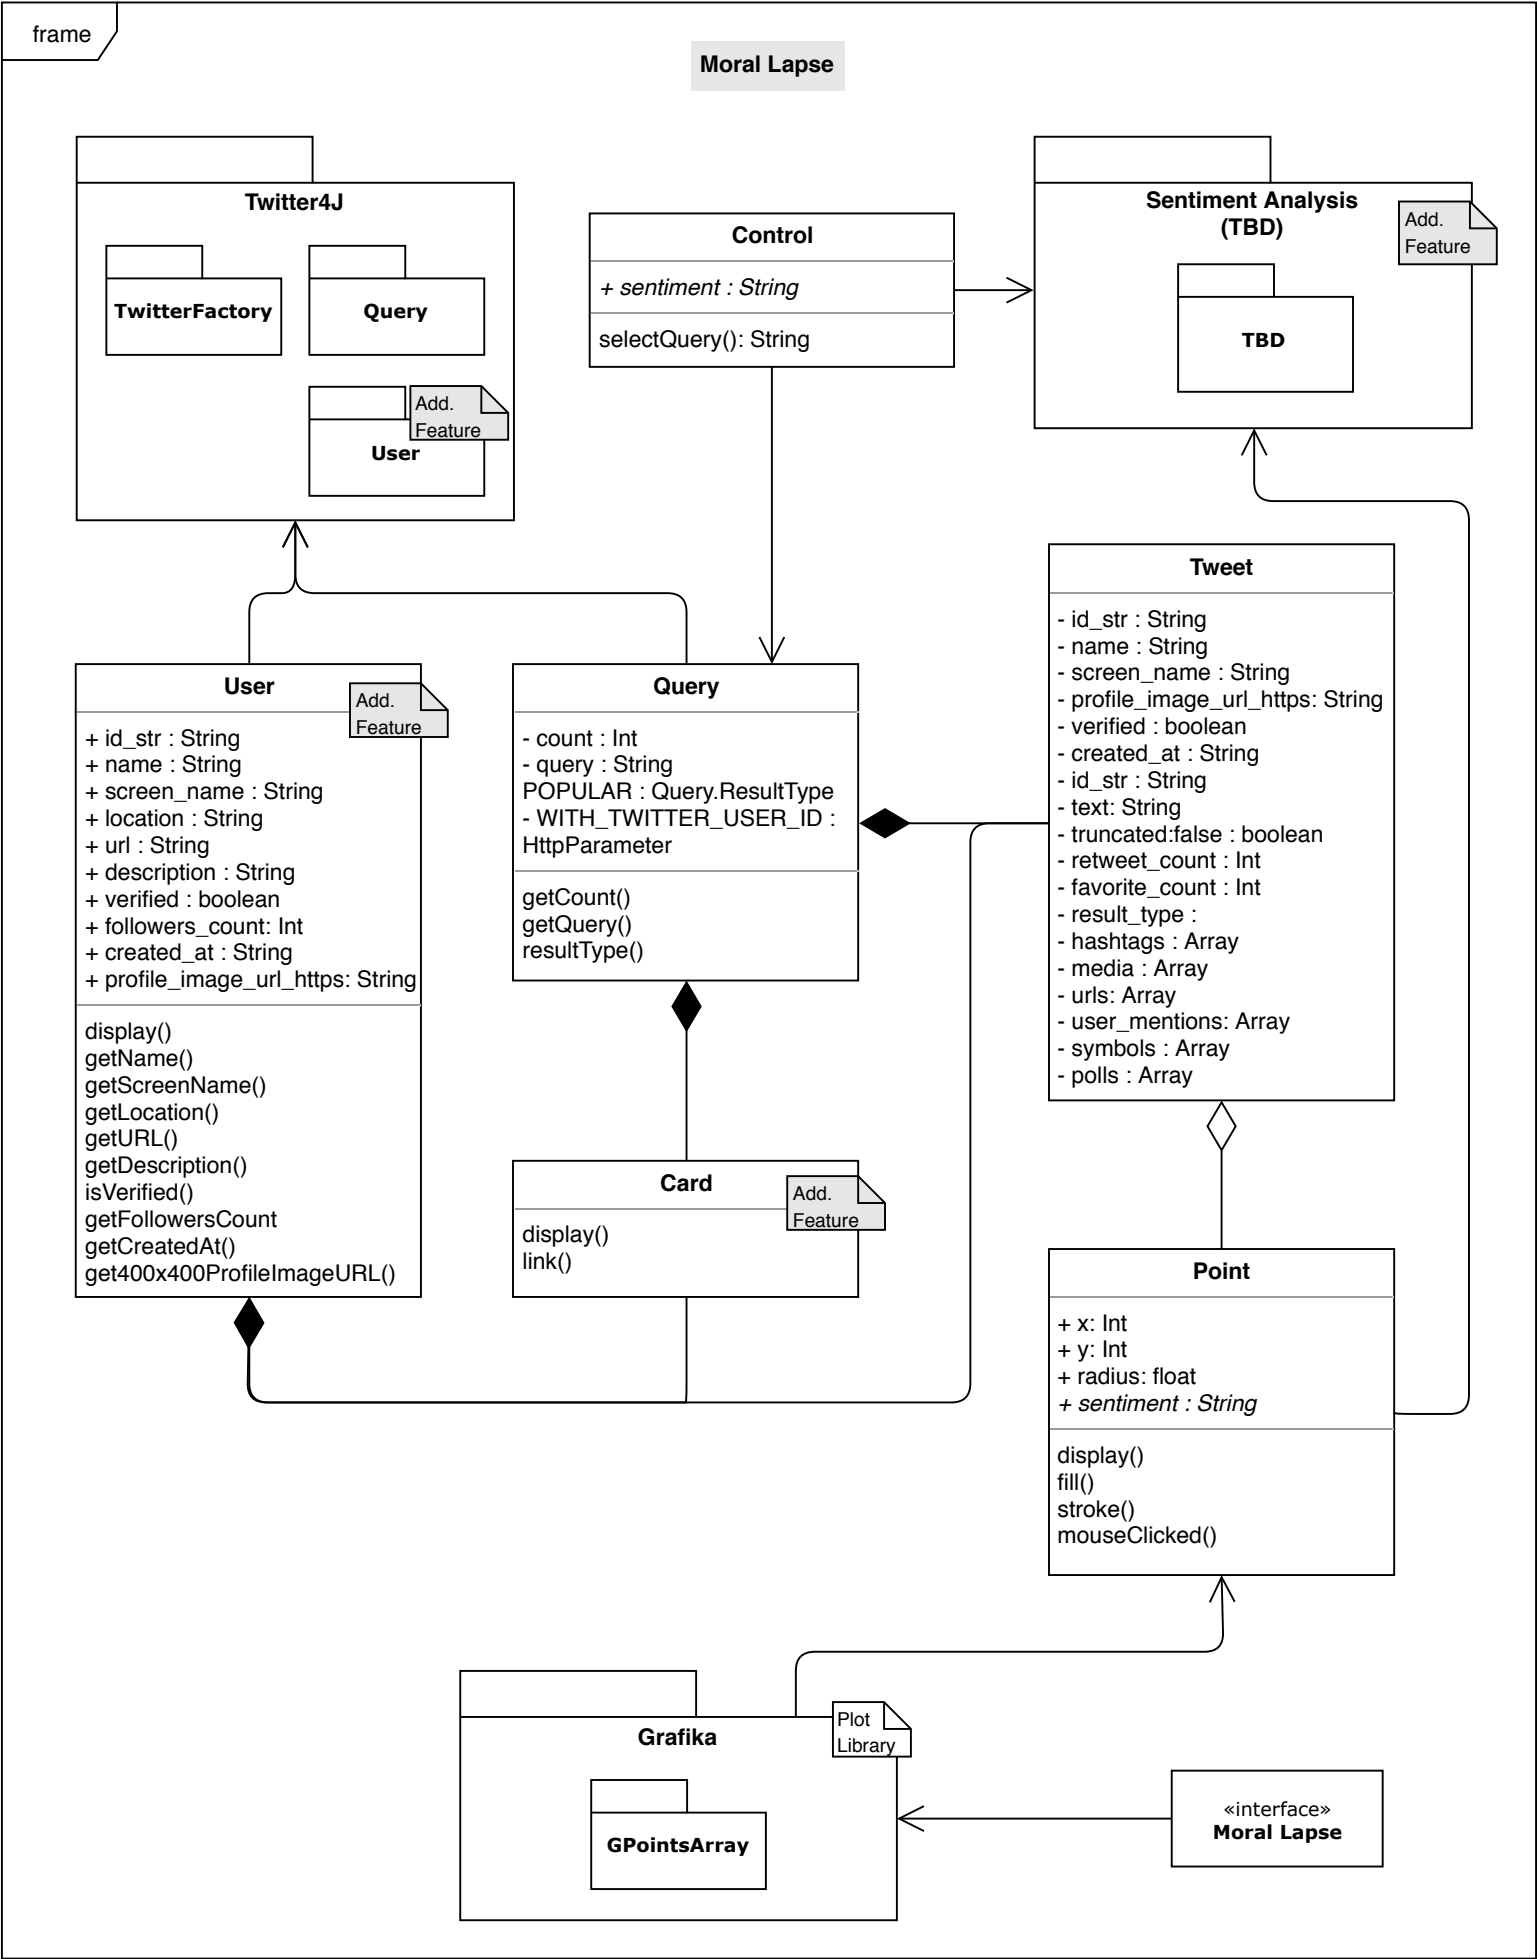 frame
Moral Lapse
Twitter4J
TwitterFactory
Query
Add.
Feature
User
Control
+ sentiment : String
selectQuery(): String
Sentiment Analysis
(TBD)
Add.
Feature
TBD
User
Add.
Feature
+ id_str : String
+ name : String
+ screen_name : String
+ location : String
+ url : String
+ description : String
+ verified : boolean
+ followers_count: Int
+ created_at : String
+ profile_image_url_https: String
display()
getName()
getScreenName()
getLocation()
getURL()
getDescription()
isVerified()
getFollowersCount
getCreatedAt()
get400x400ProfileImageURL()
Query
- count : Int
- query : String
POPULAR : Query.ResultType
- WITH_TWITTER_USER_ID :
HttpParameter
getCount()
getQuery()
resultType()
Card
Add.
Feature
display()
link()
Tweet
- id_str : String
- name : String
- screen_name : String
- profile_image_url_https: String
- verified : boolean
- created_at : String
- id_str : String
- text: String
- truncated:false : boolean
- retweet_count : Int
- favorite_count : Int
- result_type :
- hashtags : Array
- media : Array
- urls: Array
- user_mentions: Array
- symbols : Array
- polls : Array
Point
+ x: Int
+ y: Int
+ radius: float
+ sentiment : String
display()
fill()
stroke()
mouseClicked()
Grafika
Plot
Library
GPointsArray
«interface»
Moral Lapse